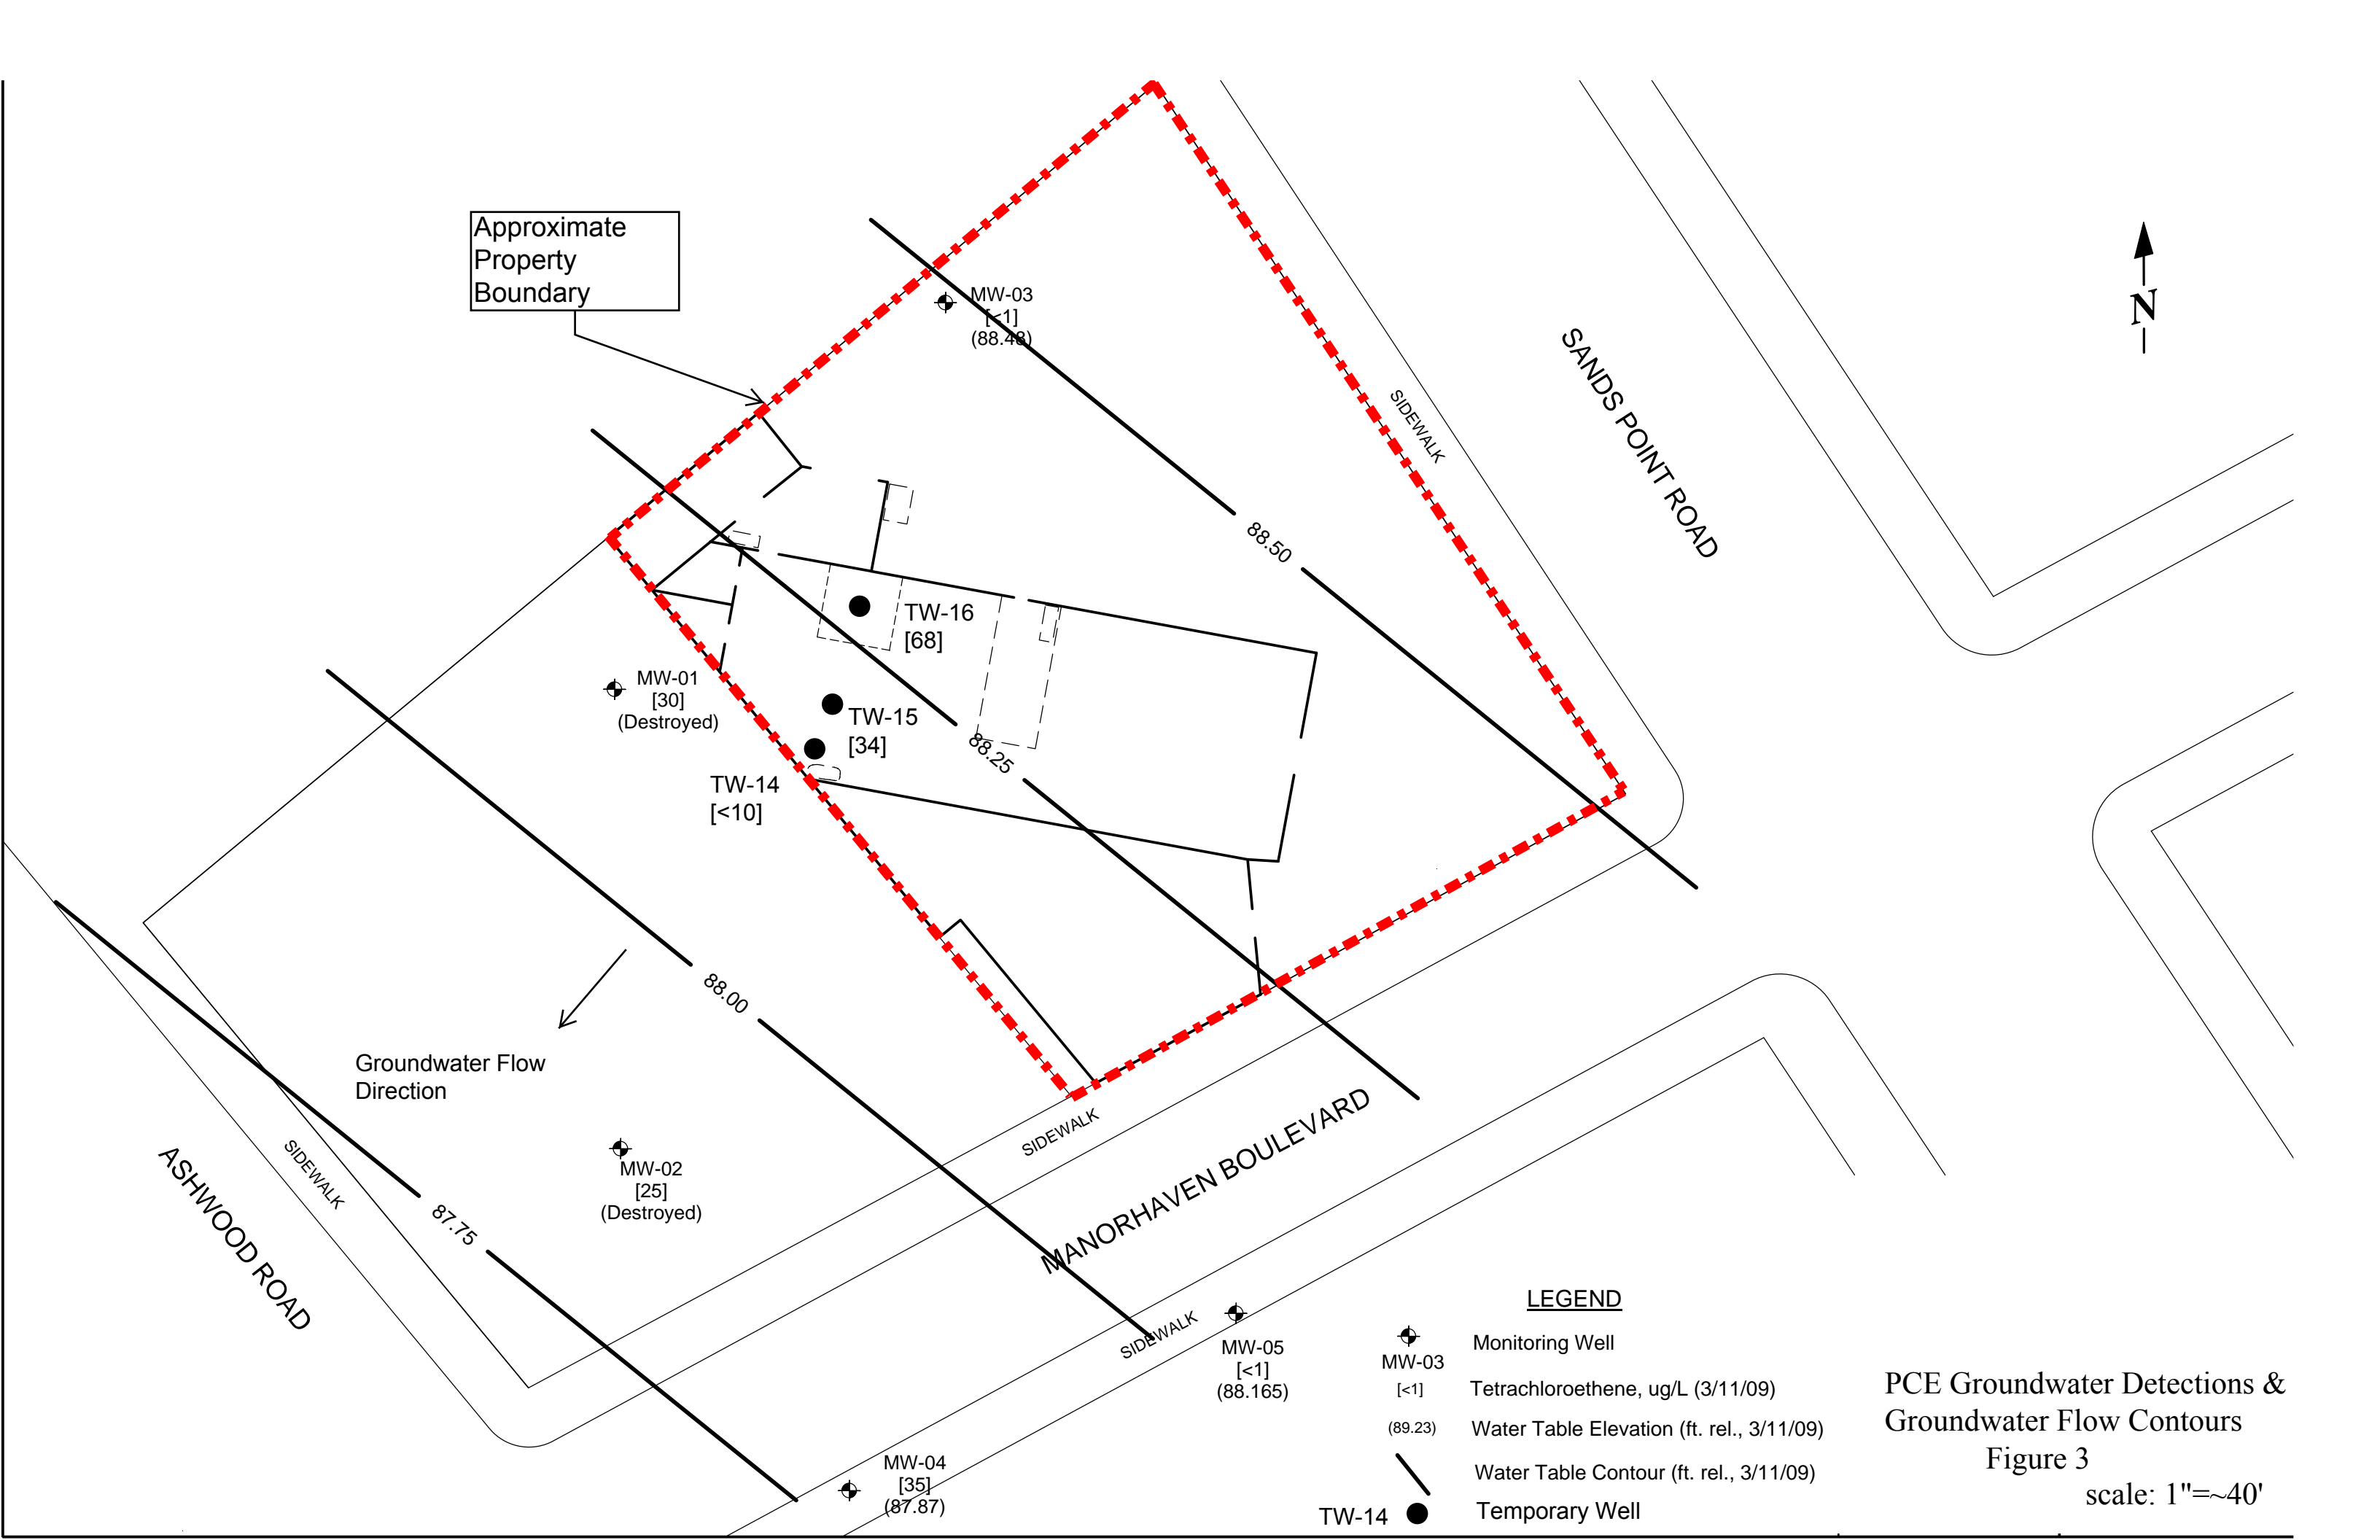 Approximate
Property
Boundary
MW-03
[<1]
(88.48)
SIDEWALK
SANDS POINT ROAD
N
88.50
TW-16
[68]
MW-01
[30]
(Destroyed)
TW-15
[34]
88.25
TW-14
[<10]
88.00
Groundwater Flow
Direction
SIDEWALK
ASHWOOD ROAD
MW-02
[25]
(Destroyed)
87.75
SIDEWALK
MANORHAVEN BOULEVARD
SIDEWALK
MW-05
[<1]
(88.165)
MW-04
[35]
(87.87)
LEGEND
Monitoring Well
MW-03
[<1] Tetrachloroethene, ug/L (3/11/09)
(89.23) Water Table Elevation (ft. rel., 3/11/09)
Water Table Contour (ft. rel., 3/11/09)
TW-14 Temporary Well
PCE Groundwater Detections &
Groundwater Flow Contours
Figure 3
scale: 1"=~40'